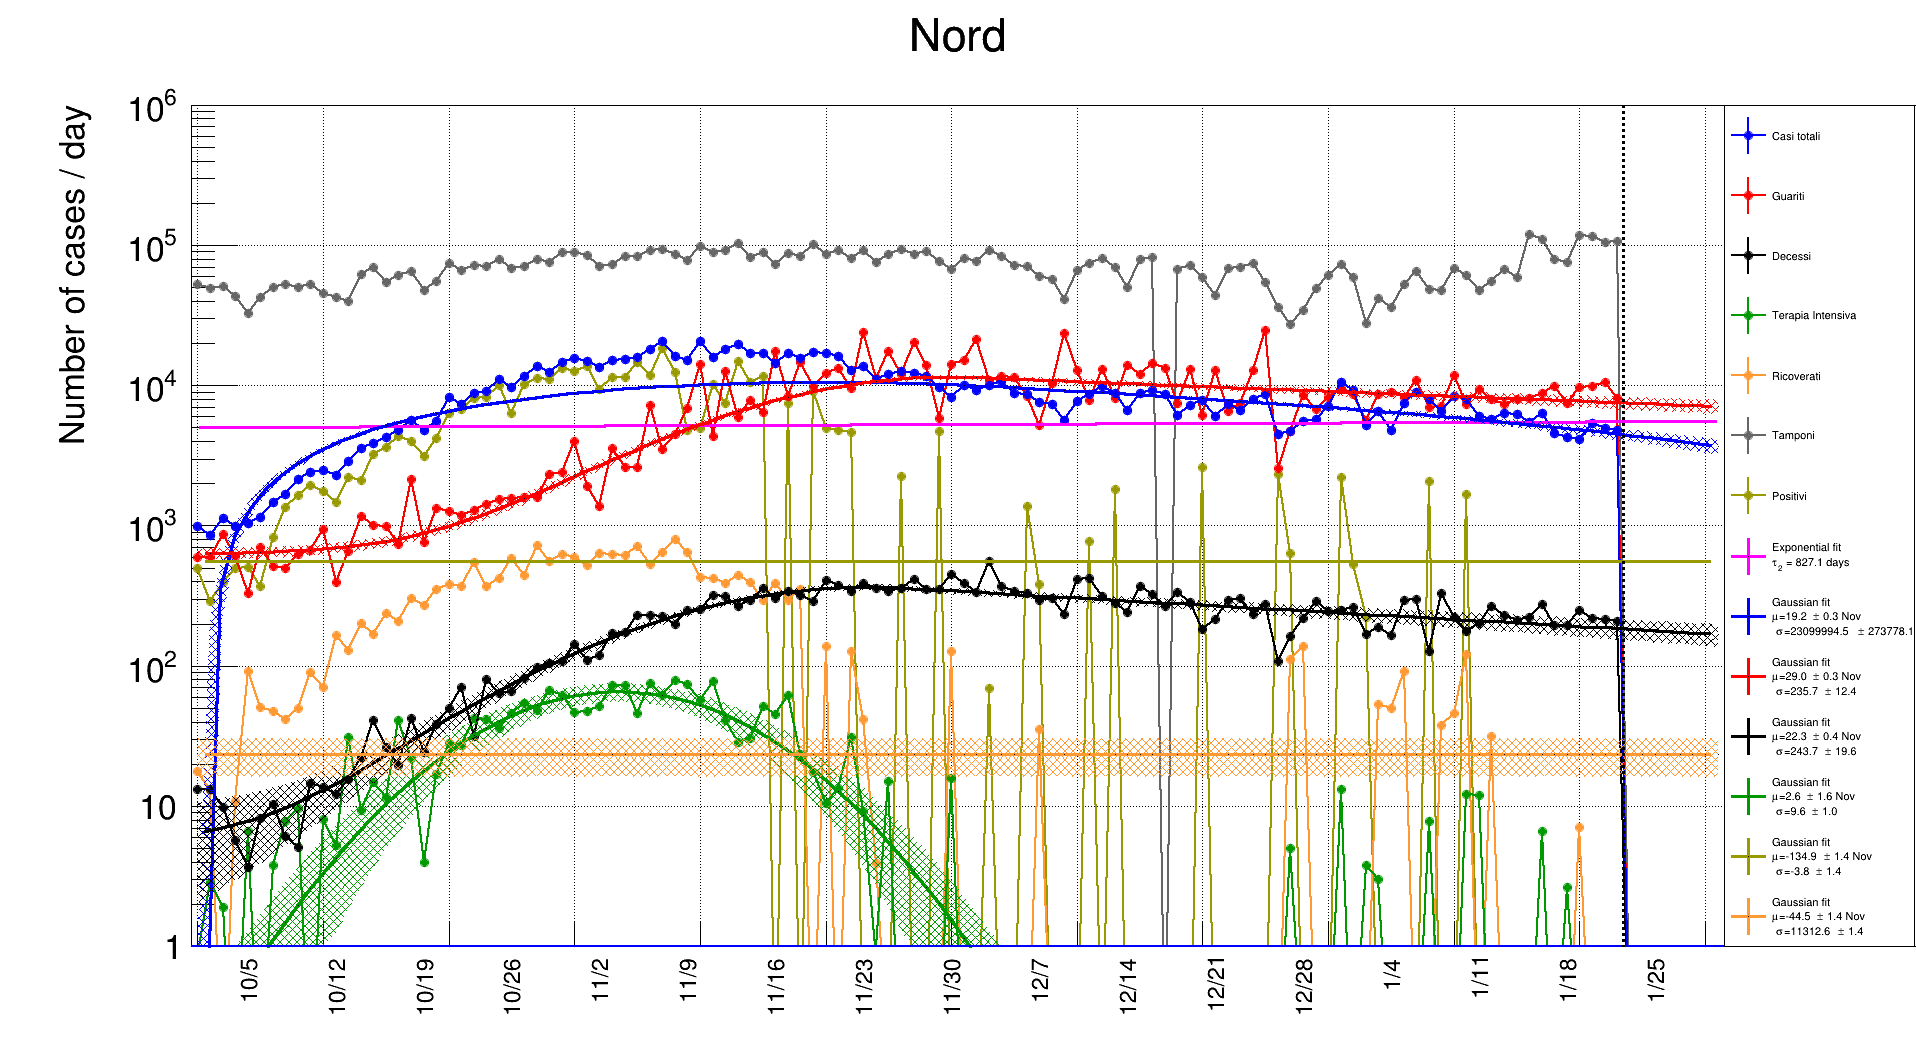 Nord
Number of cases / day
10^6
10^5
10^4
10^3
10^2
10
1
10/5
10/12
10/19
10/26
11/2
11/9
11/16
11/23
11/30
12/7
12/14
12/21
12/28
1/4
1/11
1/18
1/25
Casi totali
Guariti
Decessi
Terapia Intensiva
Ricoverati
Tamponi
Positivi
Exponential fit
τ_2 = 827.1 days
Gaussian fit
μ=19.2 ± 0.3 Nov
σ=23099994.5 ± 273778.1
Gaussian fit
μ=29.0 ± 0.3 Nov
σ=235.7 ± 12.4
Gaussian fit
μ=22.3 ± 0.4 Nov
σ=243.7 ± 19.6
Gaussian fit
μ=2.6 ± 1.6 Nov
σ=9.6 ± 1.0
Gaussian fit
μ=-134.9 ± 1.4 Nov
σ=-3.8 ± 1.4
Gaussian fit
μ=-44.5 ± 1.4 Nov
σ=11312.6 ± 1.4